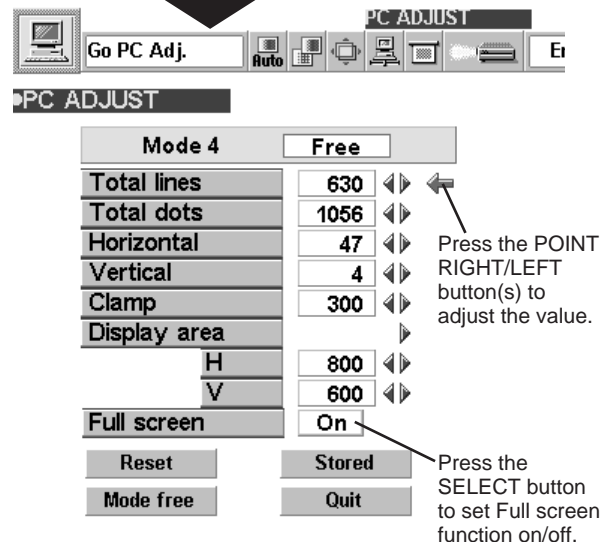 PC ADJUST
Go PC Adj.
Auto
PC ADJUST
Mode 4 Free
Total lines 630
Total dots 1056
Horizontal 47
Vertical 4
Clamp 300
Display area
H 800
V 600
Full screen On
Reset Stored
Mode free Quit
Press the POINT
RIGHT/LEFT
button(s) to
adjust the value.
Press the
SELECT button
to set Full screen
function on/off.